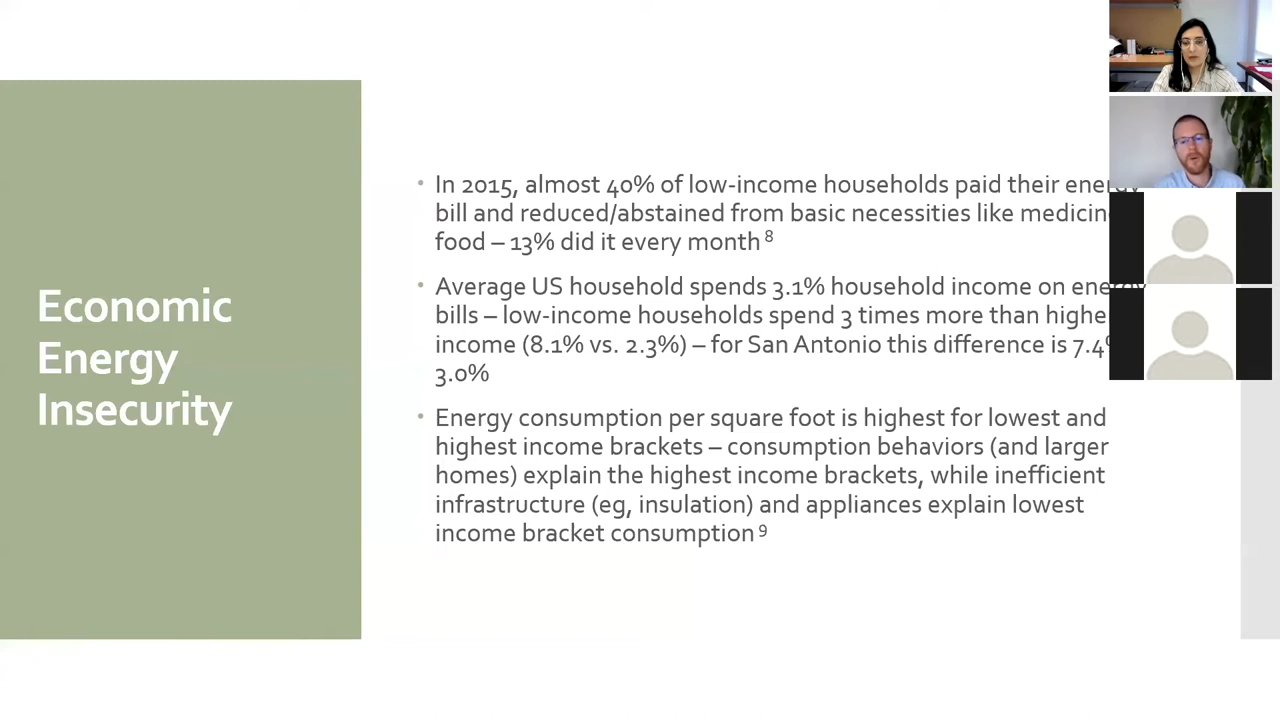 Economic
Energy
Insecurity
• In 2015, almost 40% of low-income households paid their
bill and reduced/abstained from basic necessities like
food – 13% did it every month 8
• Average US household spends 3.1% household income on energy
bills – low-income households spend 3 times more than
income (8.1% vs. 2.3%) – for San Antonio this difference is
3.0%
• Energy consumption per square foot is highest for lowest and
highest income brackets – consumption behaviors (and larger
homes) explain the highest income brackets, while inefficient
infrastructure (eg, insulation) and appliances explain lowest
income bracket consumption 9